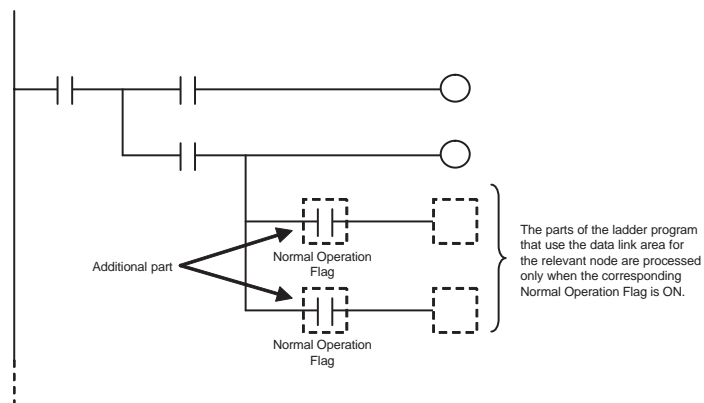 Additional part
Normal Operation
Flag
Normal Operation
Flag
The parts of the ladder program
that use the data link area for
the relevant node are processed
only when the corresponding
Normal Operation Flag is ON.